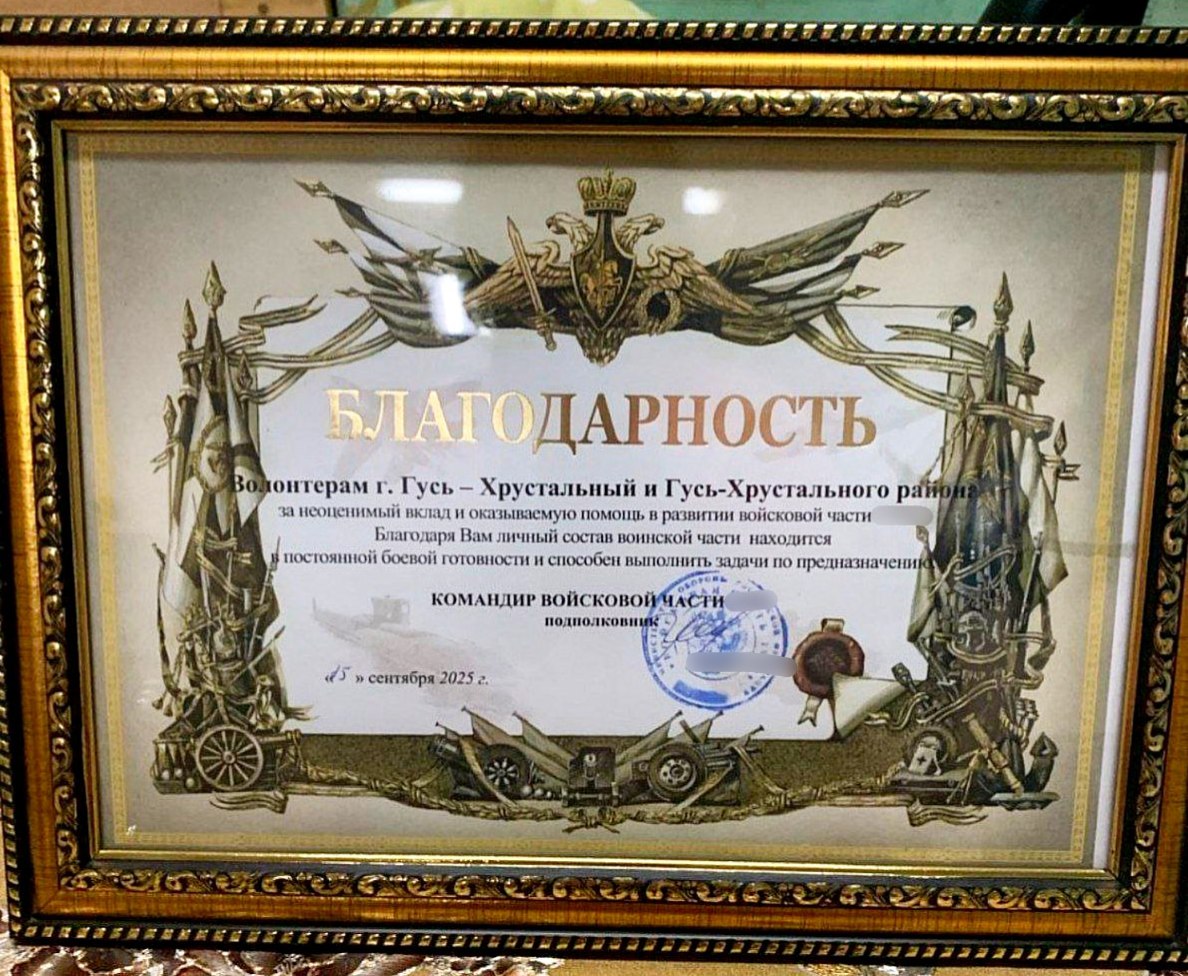 БЛАГОДАРНОСТЬ
Волонтерам г. Гусь – Хрустальный и Гусь-Хрустального района
за неоценимый вклад и оказываемую помощь в развитии войсковой части
Благодаря Вам личный состав воинской части находится
в постоянной боевой готовности и способен выполнить задачи по предназначению
КОМАНДИР ВОЙСКОВОЙ ЧАСТИ
подполковник
«15» сентября 2025 г.